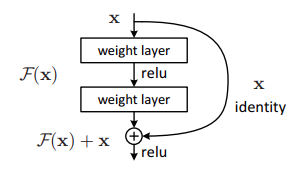 x
weight layer
F(x)
relu
x
weight layer
identity
F(x) + x
relu